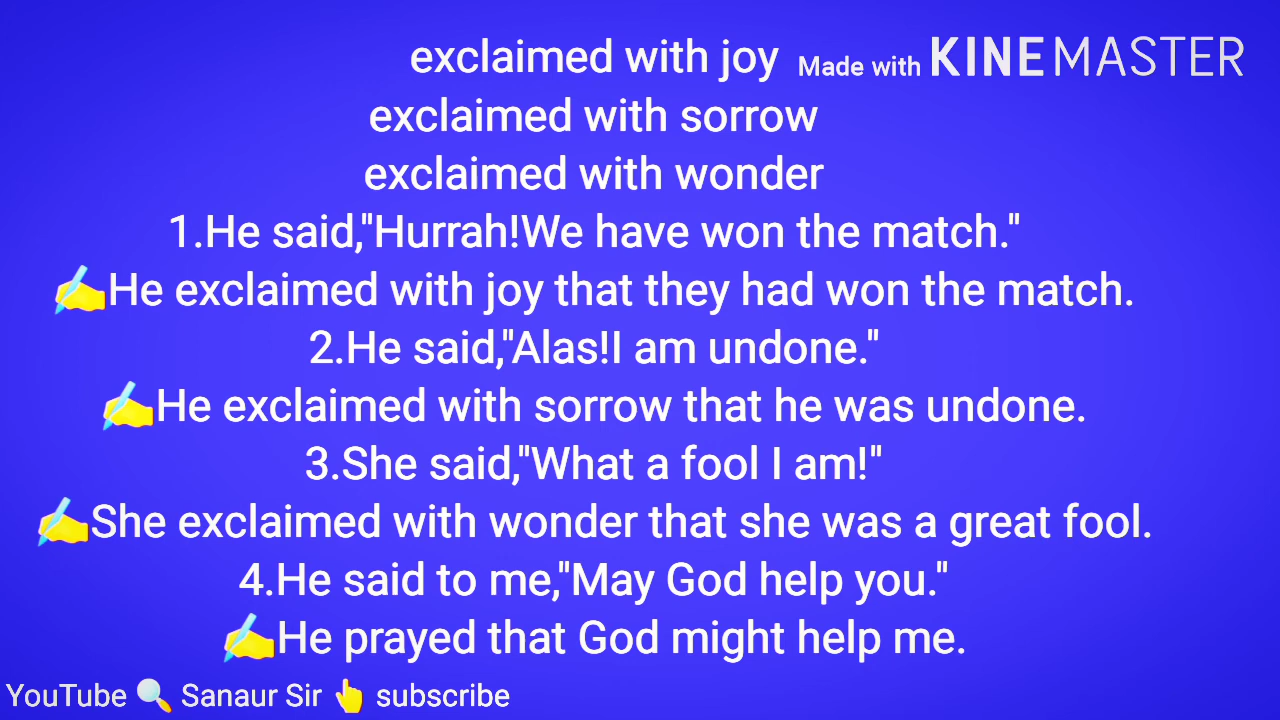 exclaimed with joy Made with KINEMASTER
exclaimed with sorrow
exclaimed with wonder
1.He said,"Hurrah!We have won the match."
✍He exclaimed with joy that they had won the match.
2.He said,"Alas!I am undone."
✍He exclaimed with sorrow that he was undone.
3.She said,"What a fool I am!"
✍She exclaimed with wonder that she was a great fool.
4.He said to me,"May God help you."
✍He prayed that God might help me.
YouTube 🔍 Sanaur Sir 👆 subscribe